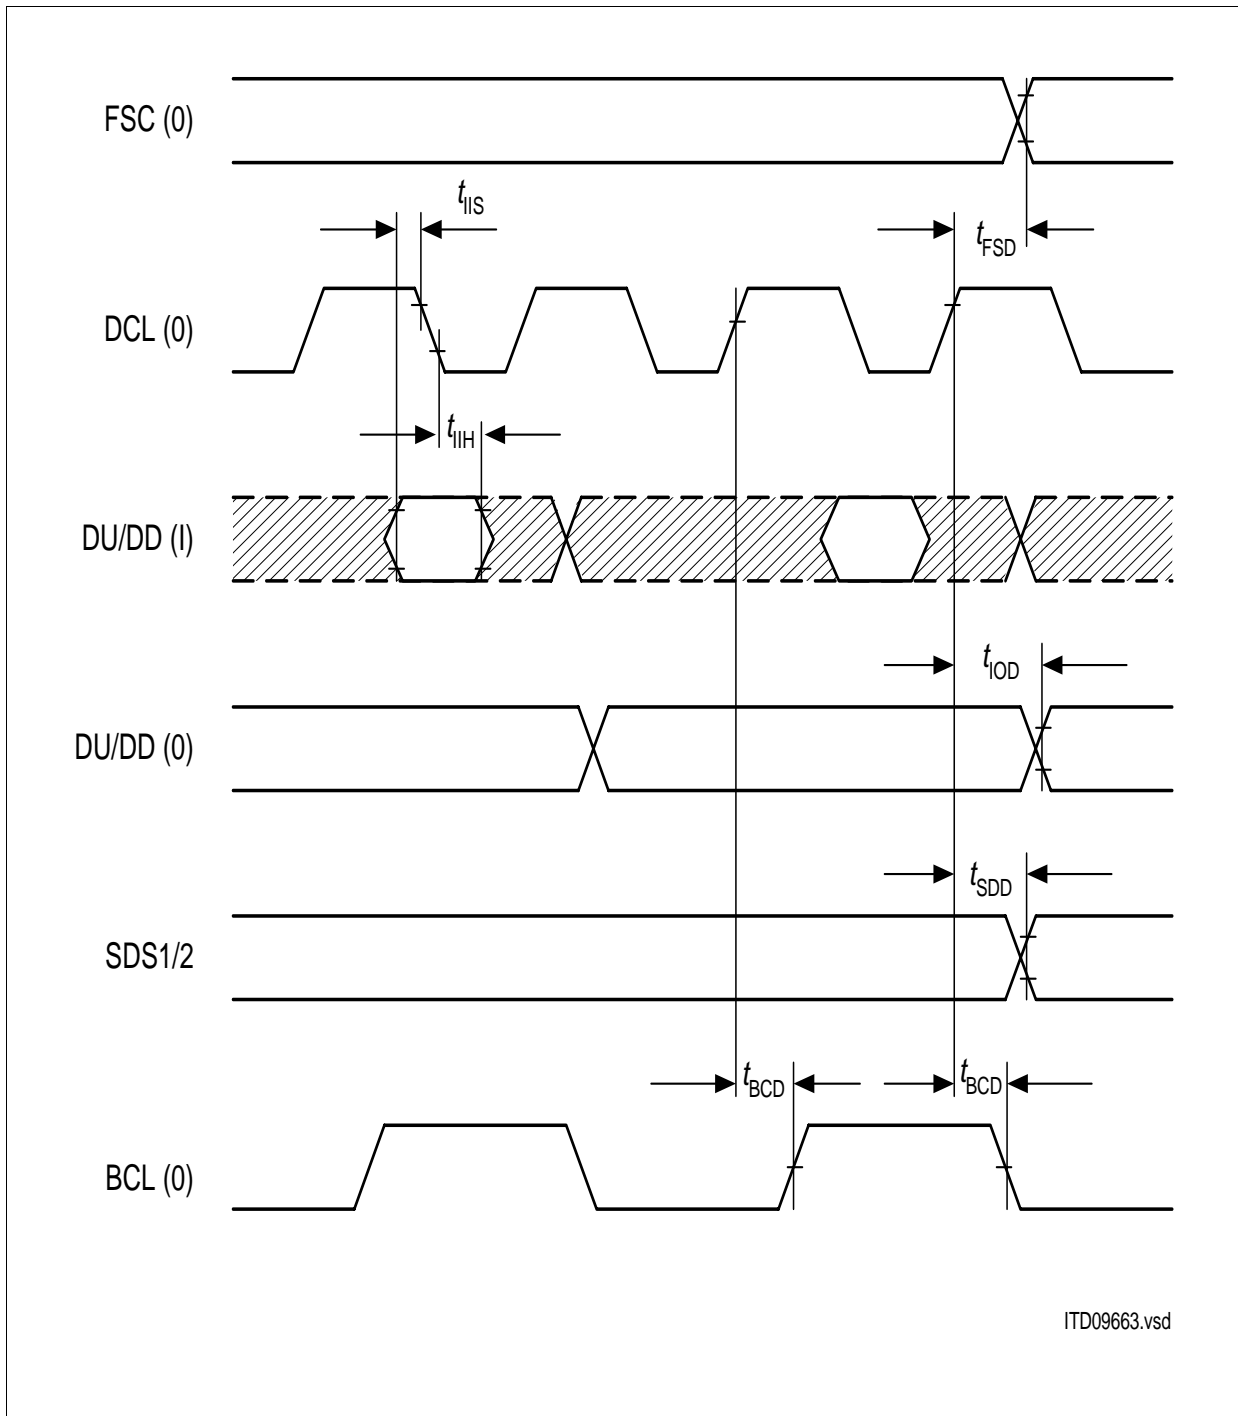 FSC (0)
tIIS
tFSD
DCL (0)
tIIH
DU/DD (I)
tIOD
DU/DD (0)
tSDD
SDS1/2
tBCD
tBCD
BCL (0)
ITD09663.vsd